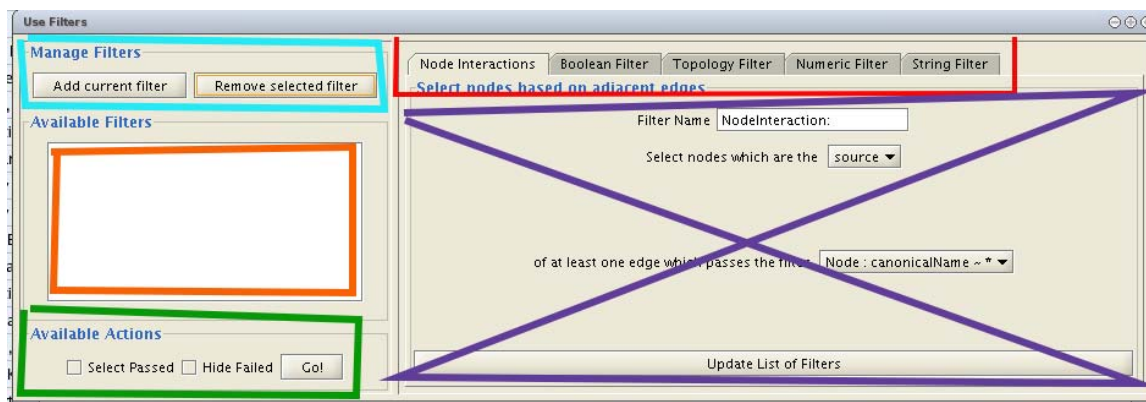 Use Filters
Manage Filters
Add current filter Remove selected filter
Available Filters
Available Actions
Select Passed Hide Failed Go!
Node Interactions Boolean Filter Topology Filter Numeric Filter String Filter
Select nodes based on adjacent edges
Filter Name NodeInteraction:
Select nodes which are the source
of at least one edge which passes the filter Node : canonicalName ~ *
Update List of Filters